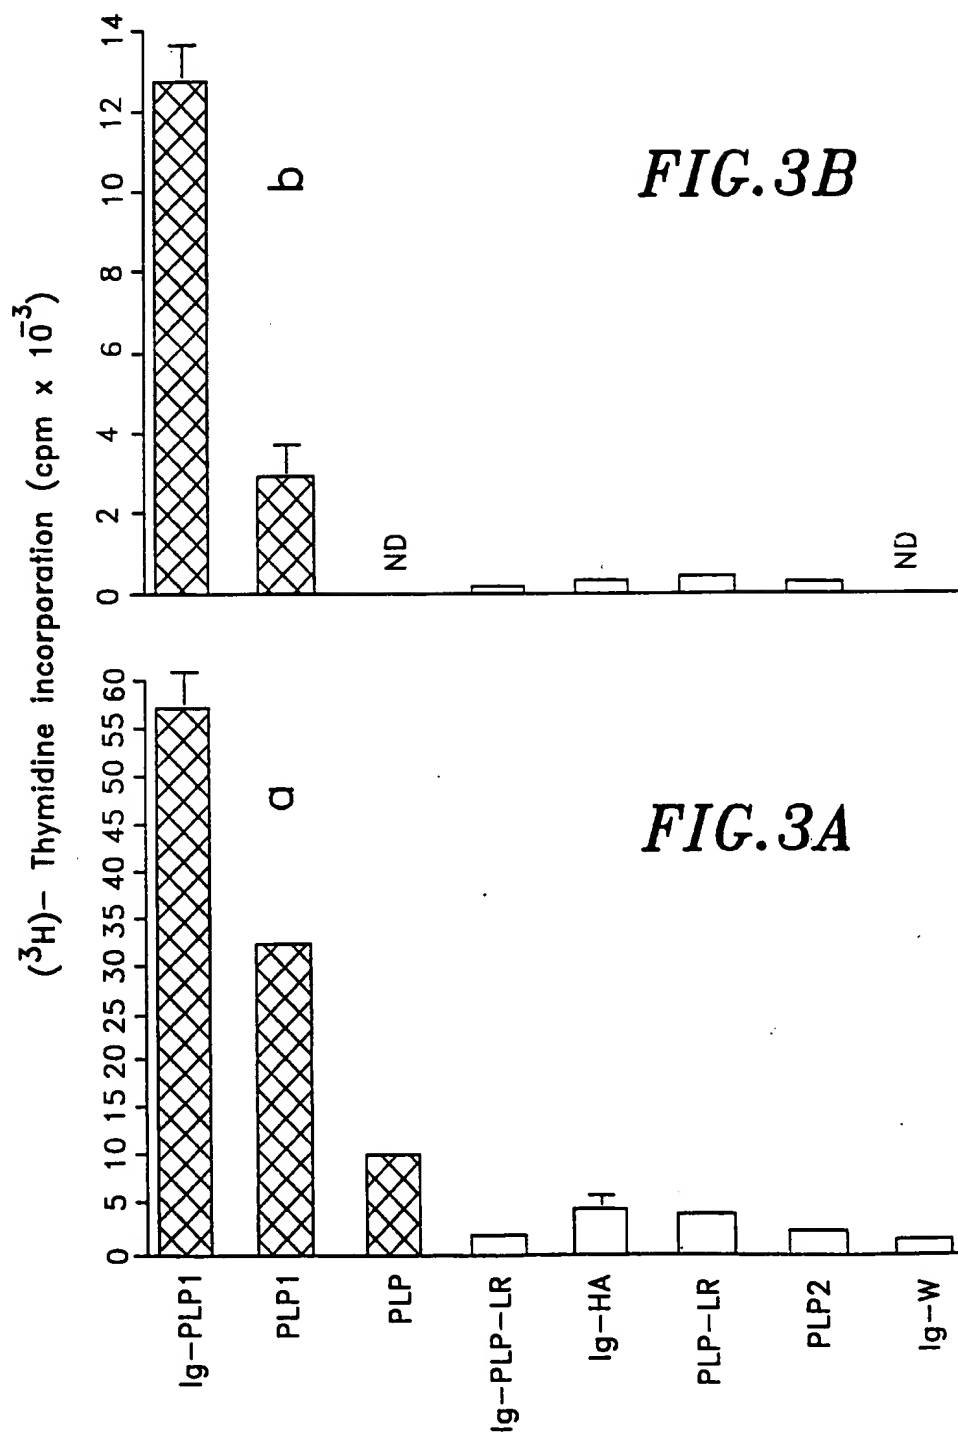 (³H)– Thymidine incorporation (cpm x 10⁻³)
0 5 10 15 20 25 30 35 40 45 50 55 60
a
FIG.3A
Ig–PLP1
PLP1
PLP
Ig–PLP–LR
Ig–HA
PLP–LR
PLP2
Ig–W
0 2 4 6 8 10 12 14
b
ND
ND
FIG.3B